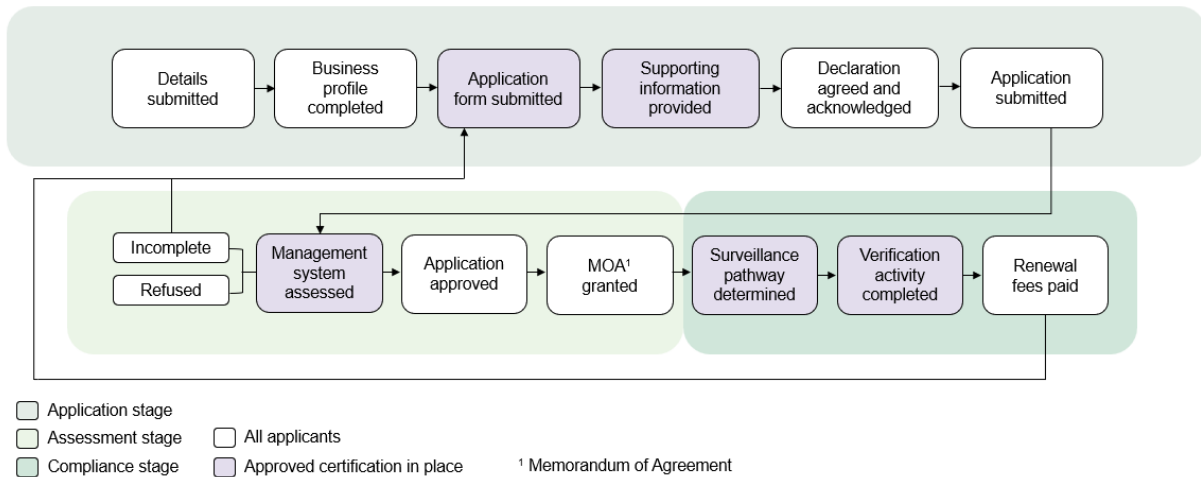 Details
submitted
Business
profile
completed
Application
form submitted
Supporting
information
provided
Declaration
agreed and
acknowledged
Application
submitted
Incomplete
Refused
Management
system
assessed
Application
approved
MOA¹
granted
Surveillance
pathway
determined
Verification
activity
completed
Renewal
fees paid
Application stage
Assessment stage
Compliance stage
All applicants
Approved certification in place
¹ Memorandum of Agreement